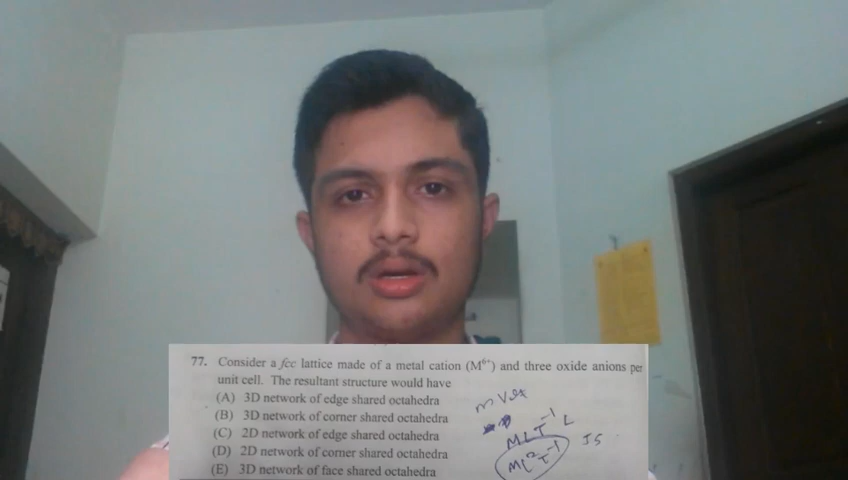 77. Consider a fcc lattice made of a metal cation (M⁶⁺) and three oxide anions per
unit cell. The resultant structure would have
(A) 3D network of edge shared octahedra
(B) 3D network of corner shared octahedra
(C) 2D network of edge shared octahedra
(D) 2D network of corner shared octahedra
(E) 3D network of face shared octahedra
MLT⁻¹ L
ML²T⁻¹